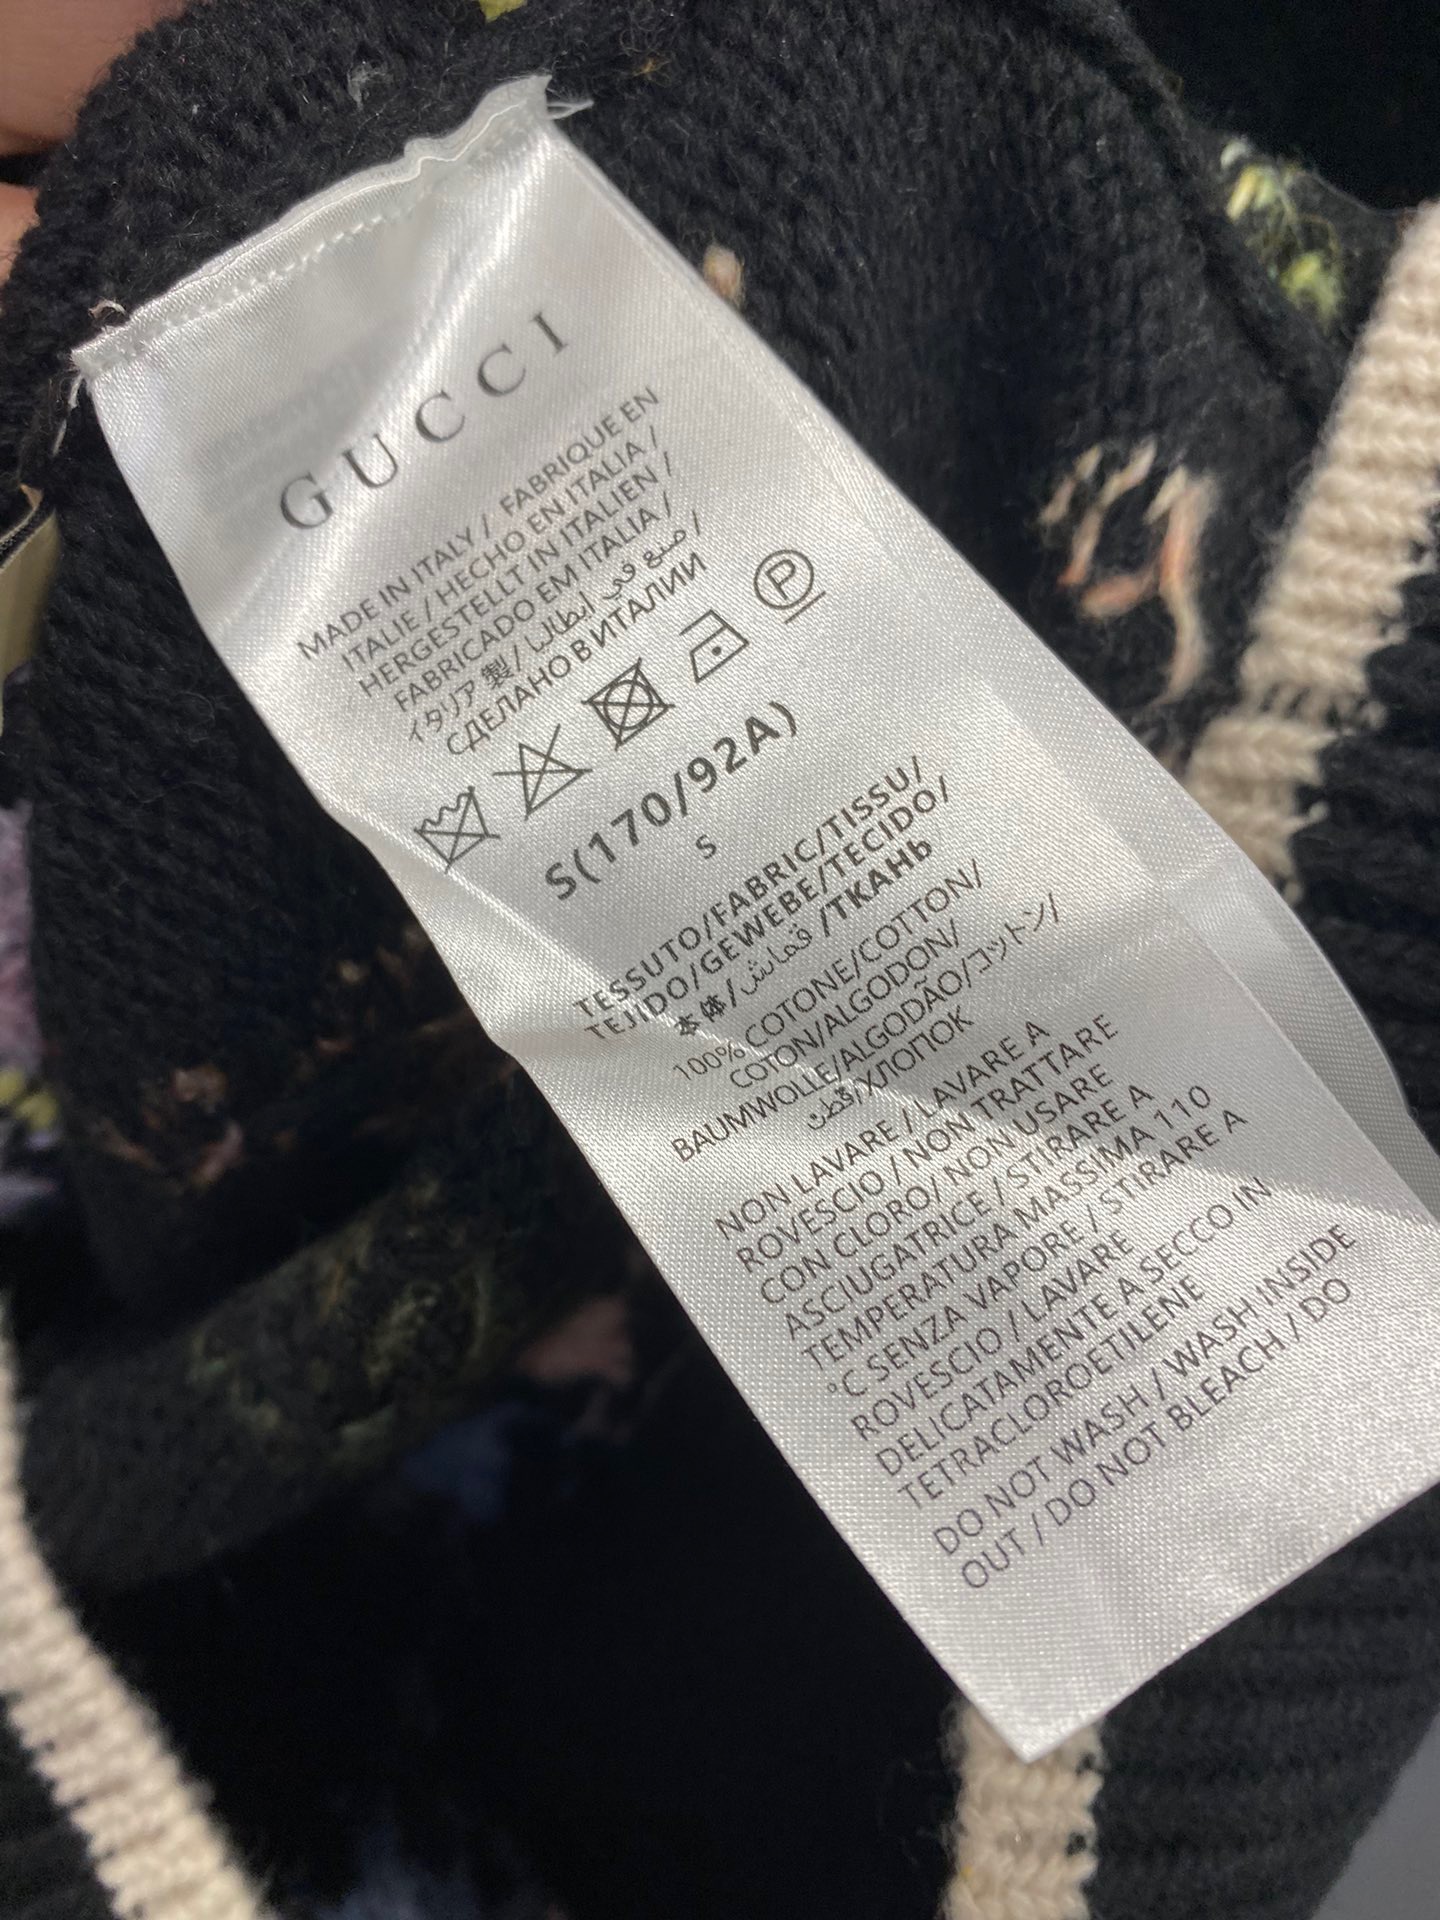 GUCCI
MADE IN ITALY / FABRIQUE EN
ITALIE / HECHO EN ITALIA /
HERGESTELLT IN ITALIEN /
FABRICADO EM ITALIA /
イタリア製 / صنع في ايطاليا /
СДЕЛАНО В ИТАЛИИ
P
S(170/92A)
S
TESSUTO/FABRIC/TISSU/
TEJIDO/GEWEBE/TECIDO/
本体/قماش/ТКАНЬ
100% COTONE/COTTON/
COTON/ALGODON/
BAUMWOLLE/ALGODÃO/コットン/
قطن/ХЛОПОК
NON LAVARE / LAVARE A
ROVESCIO / NON TRATTARE
CON CLORO/ NON USARE
ASCIUGATRICE / STIRARE A
TEMPERATURA MASSIMA 110
°C SENZA VAPORE / STIRARE A
ROVESCIO / LAVARE
DELICATAMENTE A SECCO IN
TETRACLOROETILENE
DO NOT WASH / WASH INSIDE
OUT / DO NOT BLEACH / DO